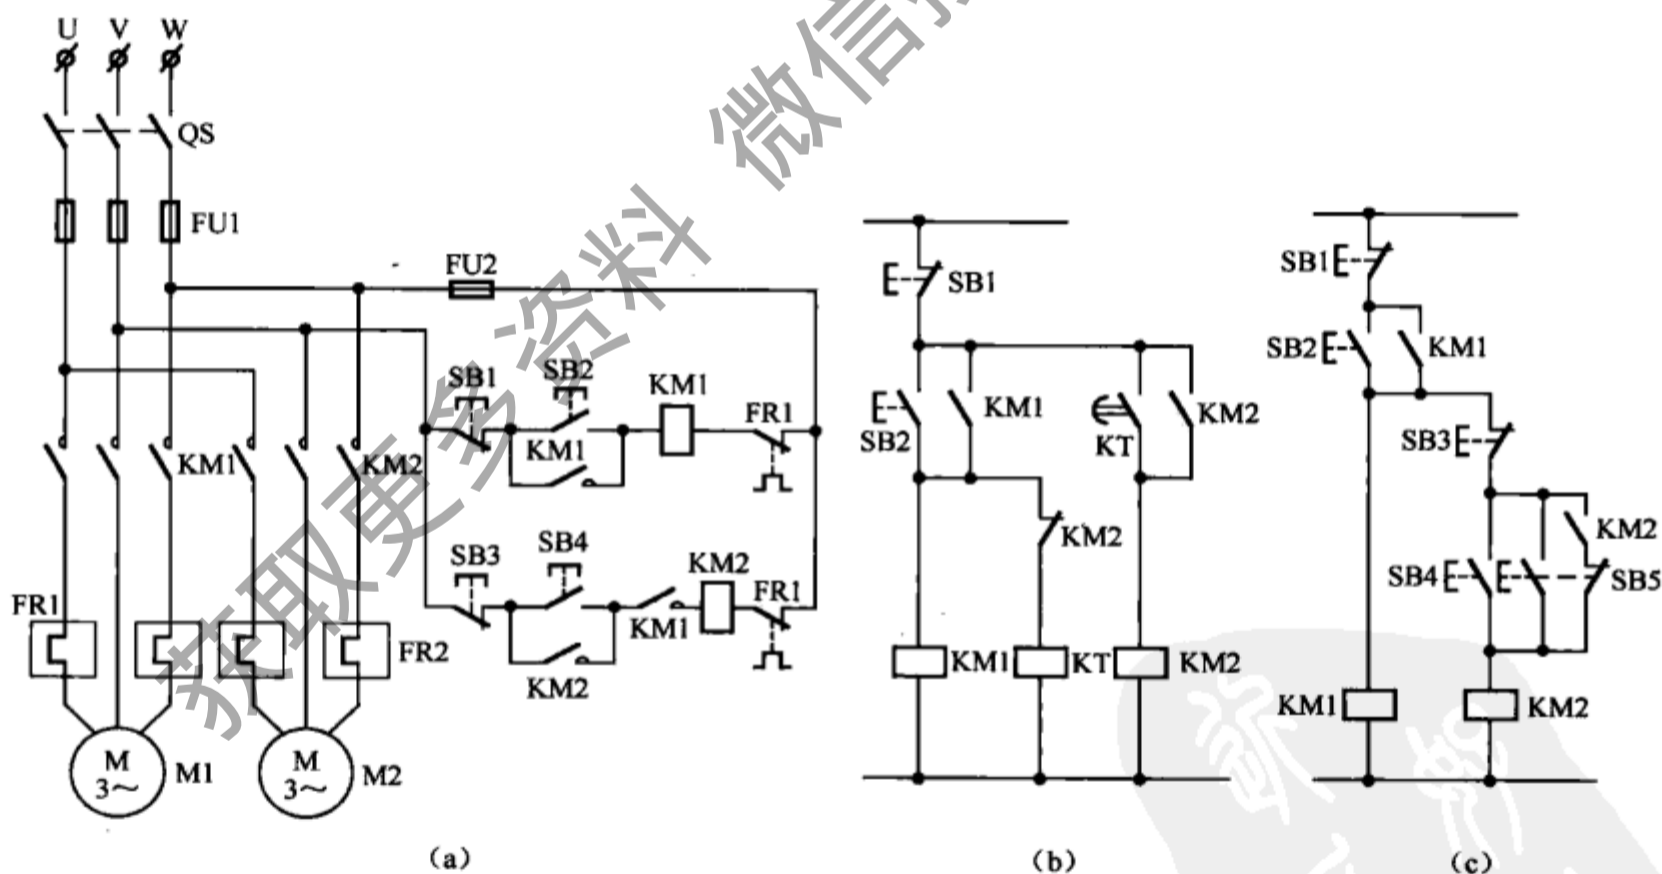 U V W
QS
FU1
FU2
SB1 SB2 KM1 FR1
KM1
KM1 KM2
SB3 SB4 KM2 FR1
KM1
KM2
FR1
FR2
M 3~ M1
M 3~ M2
(a)
SB1
SB2 KM1 KT KM2
KM2
KM1 KT KM2
(b)
SB1
SB2 KM1
SB3
KM2
SB4 SB5
KM1 KM2
(c)
获取更多资料 微信